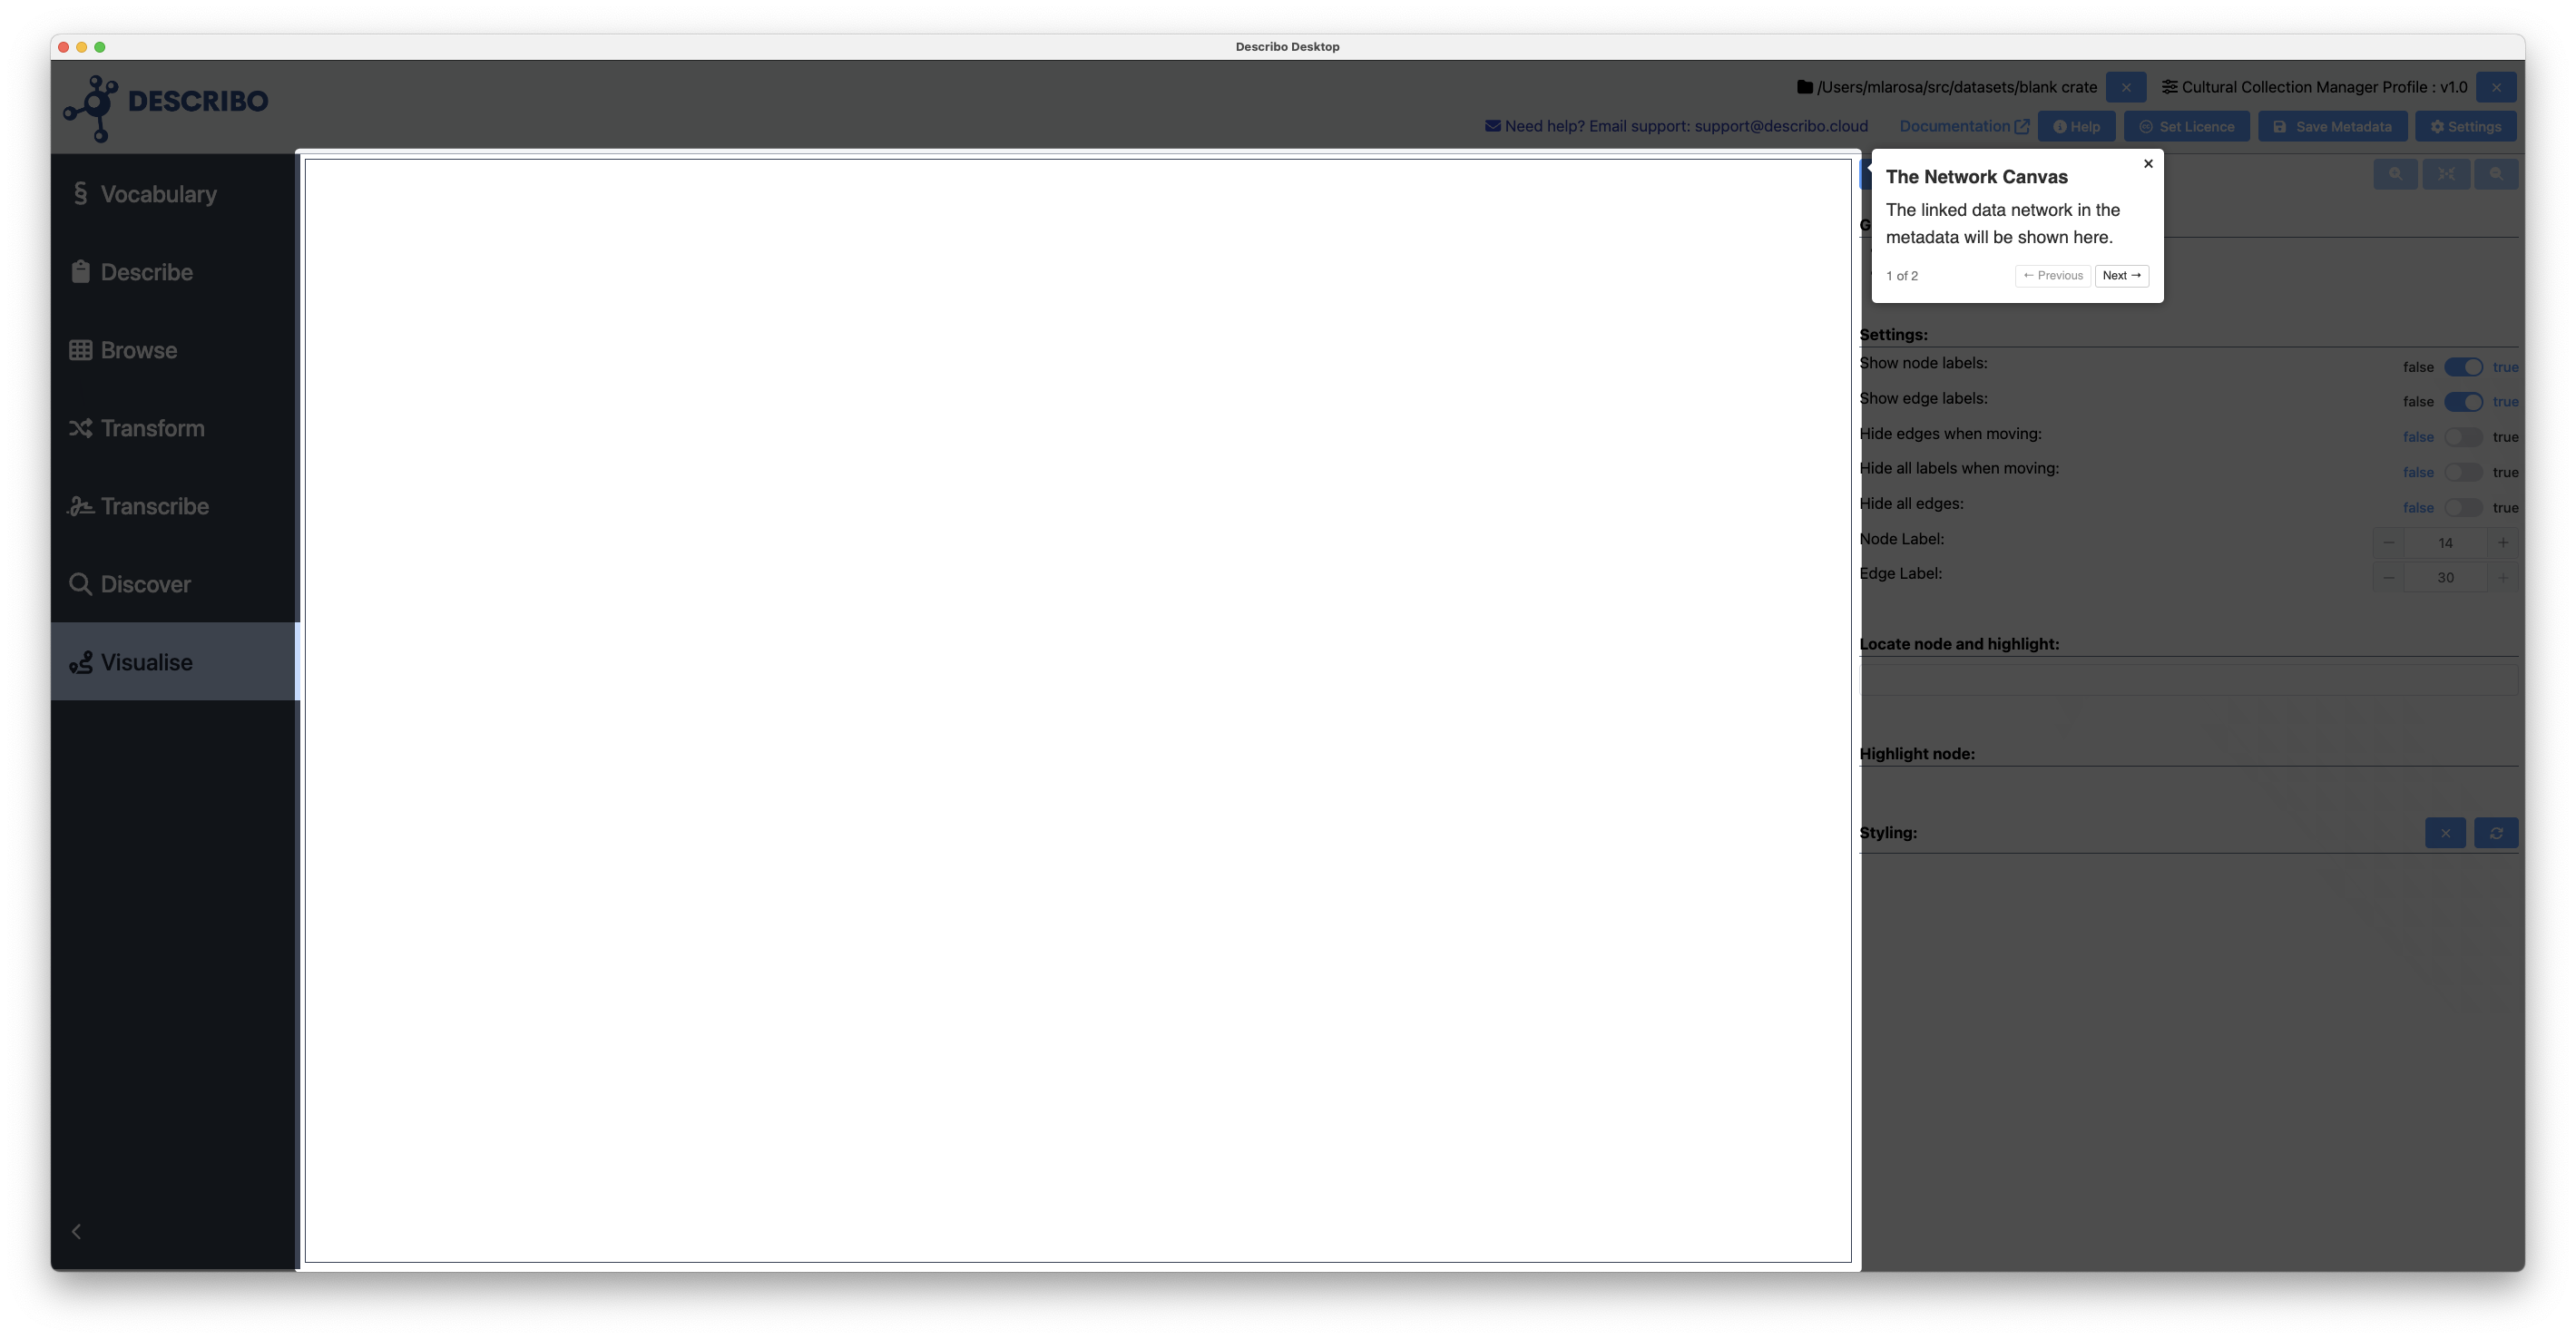 Describo Desktop
DESCRIBO
/Users/mlarosa/src/datasets/blank crate
Cultural Collection Manager Profile : v1.0
Need help? Email support: support@describo.cloud
Documentation
Help
Set Licence
Save Metadata
Settings
Vocabulary
Describe
Browse
Transform
Transcribe
Discover
Visualise
The Network Canvas
The linked data network in the
metadata will be shown here.
1 of 2
← Previous
Next →
G
Settings:
Show node labels: false true
Show edge labels: false true
Hide edges when moving: false true
Hide all labels when moving: false true
Hide all edges: false true
Node Label: 14
Edge Label: 30
Locate node and highlight:
Highlight node:
Styling: